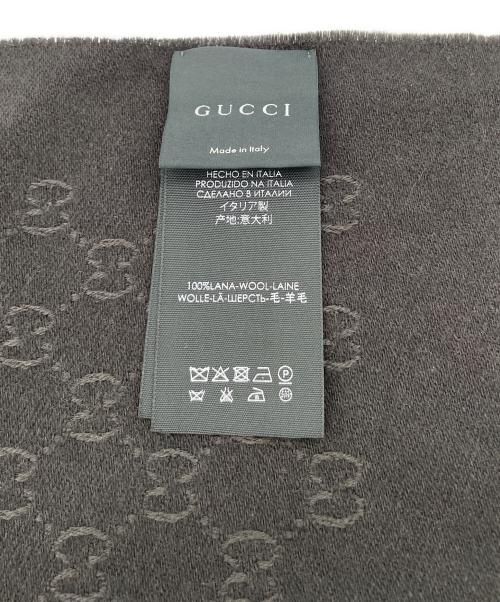 GUCCI
Made in Italy
HECHO EN ITALIA
PRODUZIDO NA ITALIA
СДЕЛАНО В ИТАЛИИ
イタリア製
产地:意大利
100%LANA-WOOL-LAINE
WOLLE-LÃ-ШЕРСТЬ-毛-羊毛